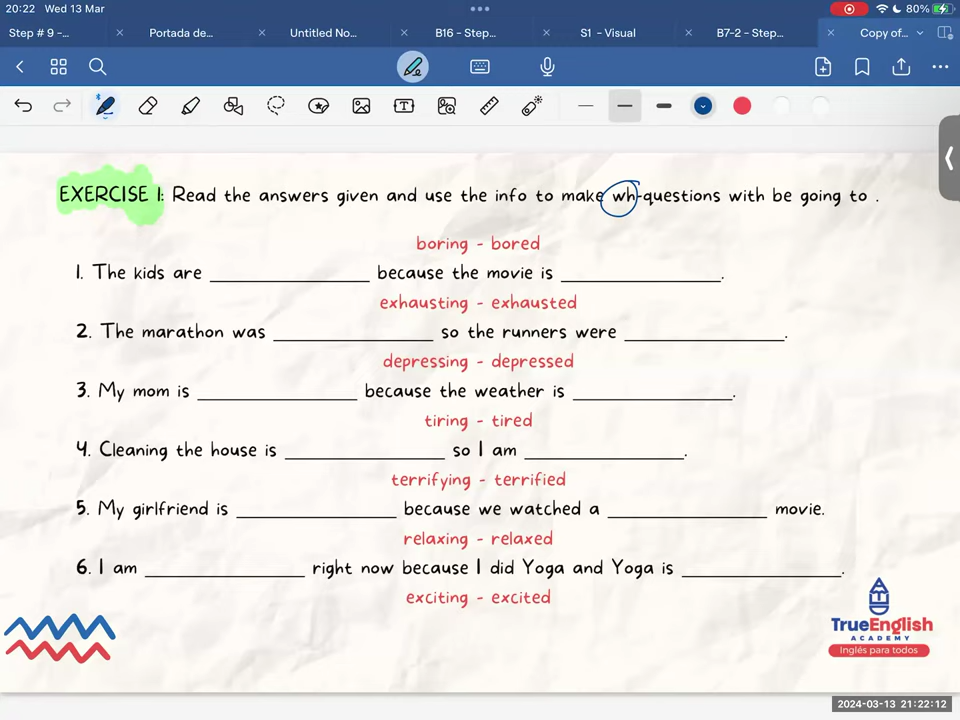 20:22 Wed 13 Mar 80%
Step # 9 –... Portada de... Untitled No... B16 – Step... S1 – Visual B7-2 – Step... Copy of...
EXERCISE 1: Read the answers given and use the info to make wh-questions with be going to .
boring - bored
1. The kids are ________________ because the movie is ________________.
exhausting - exhausted
2. The marathon was ________________ so the runners were ________________.
depressing - depressed
3. My mom is ________________ because the weather is ________________.
tiring - tired
4. Cleaning the house is ________________ so I am ________________.
terrifying - terrified
5. My girlfriend is ________________ because we watched a ________________ movie.
relaxing - relaxed
6. I am ________________ right now because I did Yoga and Yoga is ________________.
exciting - excited
TrueEnglish
ACADEMY
Inglés para todos
2024-03-13 21:22:12